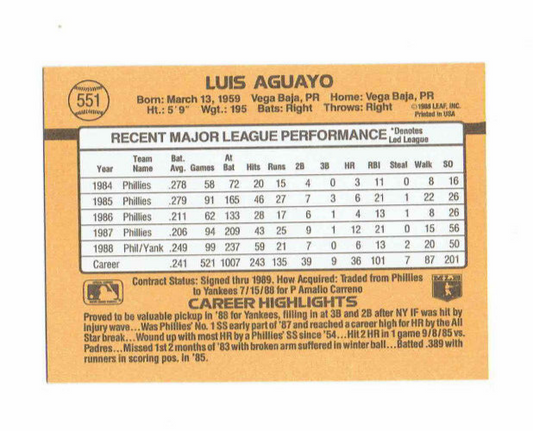 551
LUIS AGUAYO
Born: March 13, 1959 Vega Baja, PR Home: Vega Baja, PR
Ht.: 5'9" Wgt.: 195 Bats: Right Throws: Right
©1988 LEAF, INC.
Printed in USA
RECENT MAJOR LEAGUE PERFORMANCE *Denotes Led League
Year Team Name Bat. Avg. Games At Bat Hits Runs 2B 3B HR RBI Steal Walk SO
1984 Phillies .278 58 72 20 15 4 0 3 11 0 8 16
1985 Phillies .279 91 165 46 27 7 3 6 21 1 22 26
1986 Phillies .211 62 133 28 17 6 1 4 13 1 8 26
1987 Phillies .206 94 209 43 25 9 1 12 21 0 15 56
1988 Phil/Yank .249 99 237 59 21 7 0 6 13 2 20 50
Career .241 521 1007 243 135 39 9 36 101 7 87 201
Contract Status: Signed thru 1989. How Acquired: Traded from Phillies
to Yankees 7/15/88 for P Amalio Carreno
MLB
CAREER HIGHLIGHTS
Proved to be valuable pickup in '88 for Yankees, filling in at 3B and 2B after NY IF was hit by
injury wave...Was Phillies' No. 1 SS early part of '87 and reached a career high for HR by the All
Star break...Wound up with most HR by a Phillies' SS since '54...Hit 2 HR in 1 game 9/8/85 vs.
Padres...Missed 1st 2 months of '83 with broken arm suffered in winter ball...Batted .389 with
runners in scoring pos. in '85.